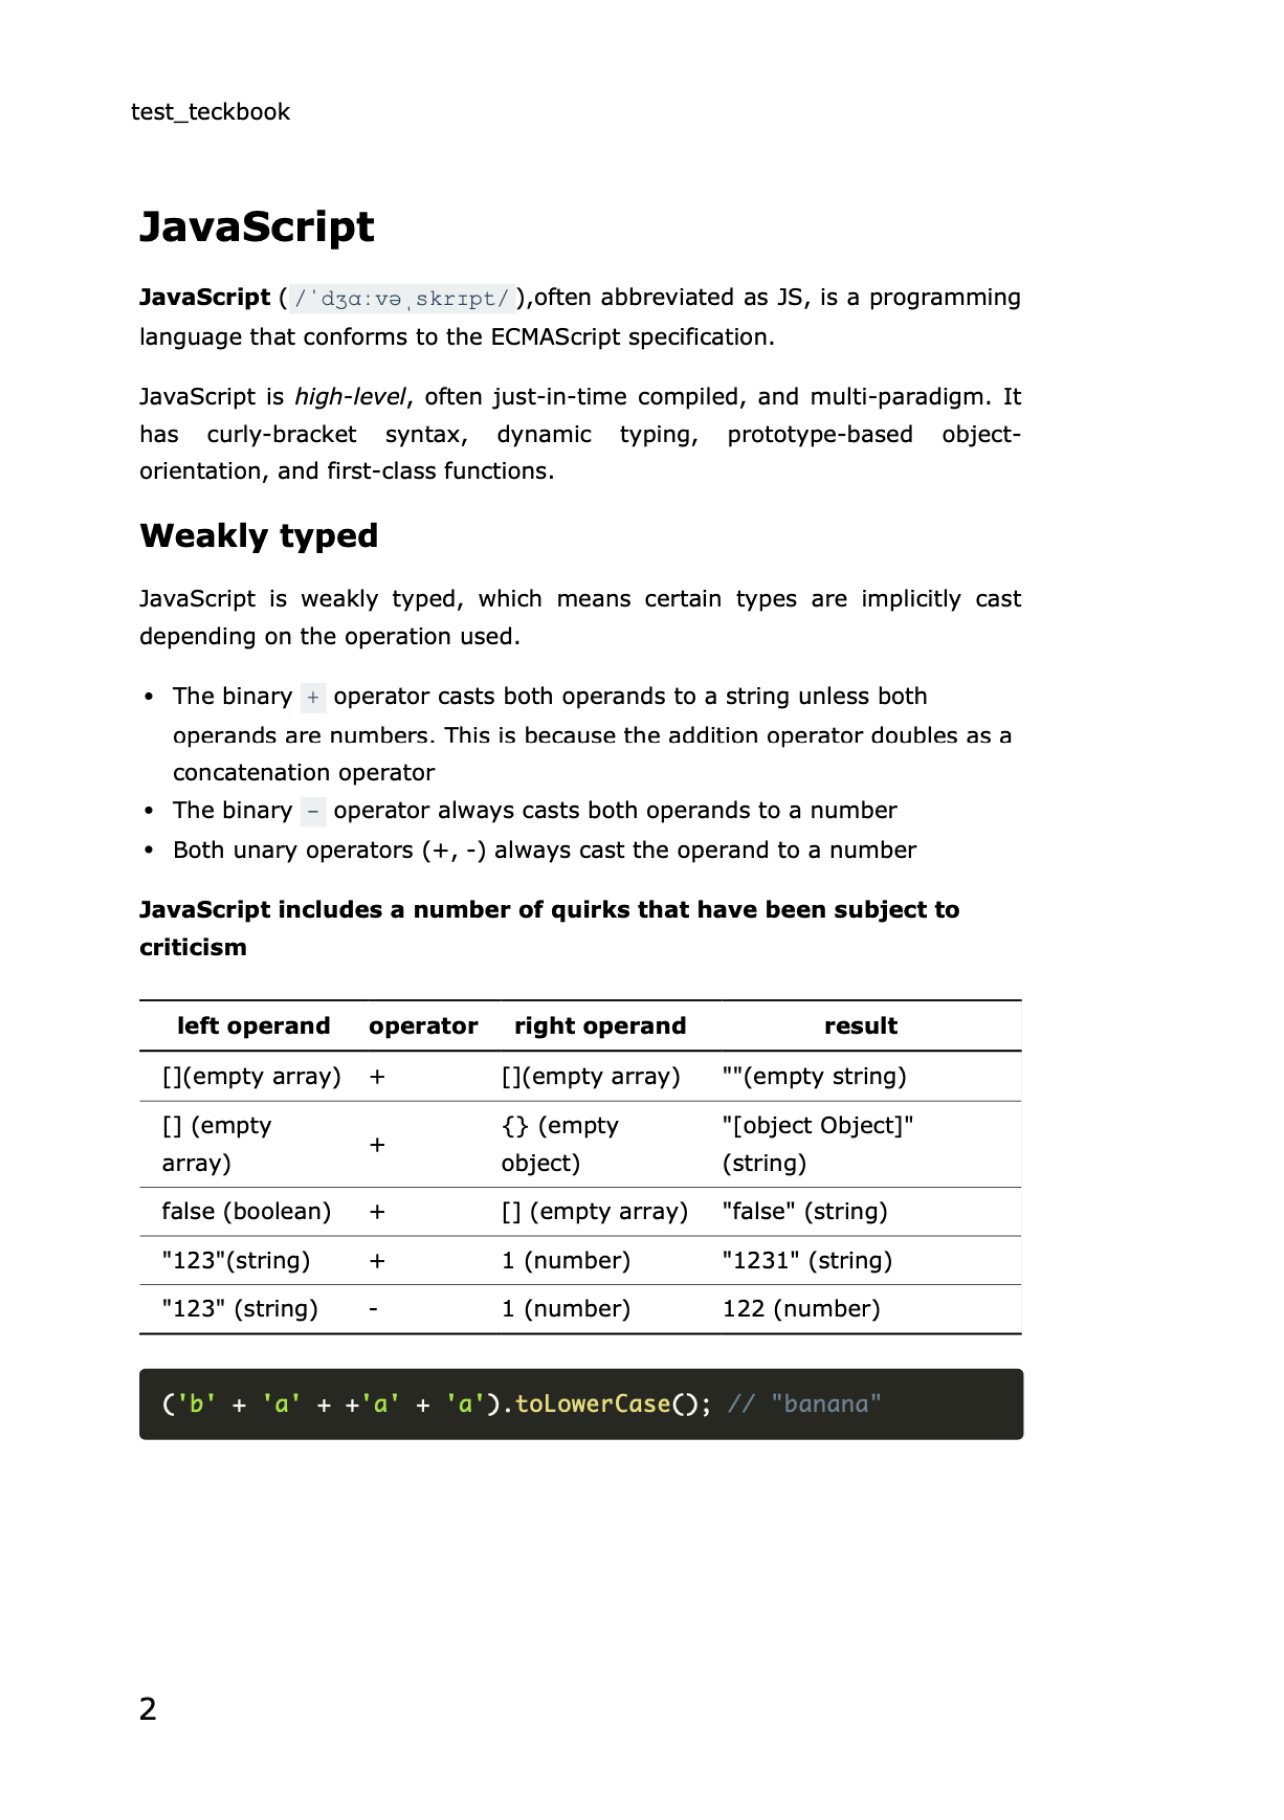 test_teckbook
JavaScript
JavaScript (/ˈdʒɑːvəˌskrɪpt/),often abbreviated as JS, is a programming
language that conforms to the ECMAScript specification.
JavaScript is high-level, often just-in-time compiled, and multi-paradigm. It
has curly-bracket syntax, dynamic typing, prototype-based object-
orientation, and first-class functions.
Weakly typed
JavaScript is weakly typed, which means certain types are implicitly cast
depending on the operation used.
• The binary + operator casts both operands to a string unless both
operands are numbers. This is because the addition operator doubles as a
concatenation operator
• The binary - operator always casts both operands to a number
• Both unary operators (+, -) always cast the operand to a number
JavaScript includes a number of quirks that have been subject to
criticism
left operand operator right operand result
[](empty array) + [](empty array) ""(empty string)
[] (empty array) + {} (empty object) "[object Object]" (string)
false (boolean) + [] (empty array) "false" (string)
"123"(string) + 1 (number) "1231" (string)
"123" (string) - 1 (number) 122 (number)
('b' + 'a' + +'a' + 'a').toLowerCase(); // "banana"
2